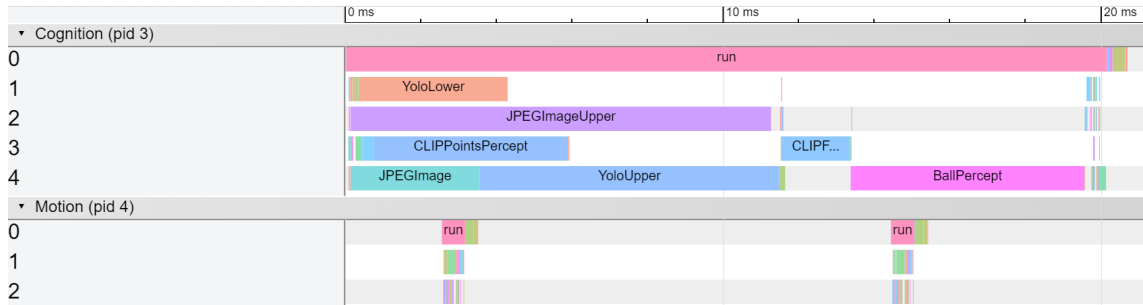 0 ms 10 ms 20 ms
▾ Cognition (pid 3)
0 run
1 YoloLower
2 JPEGImageUpper
3 CLIPPointsPercept CLIPF...
4 JPEGImage YoloUpper BallPercept
▾ Motion (pid 4)
0 run run
1
2